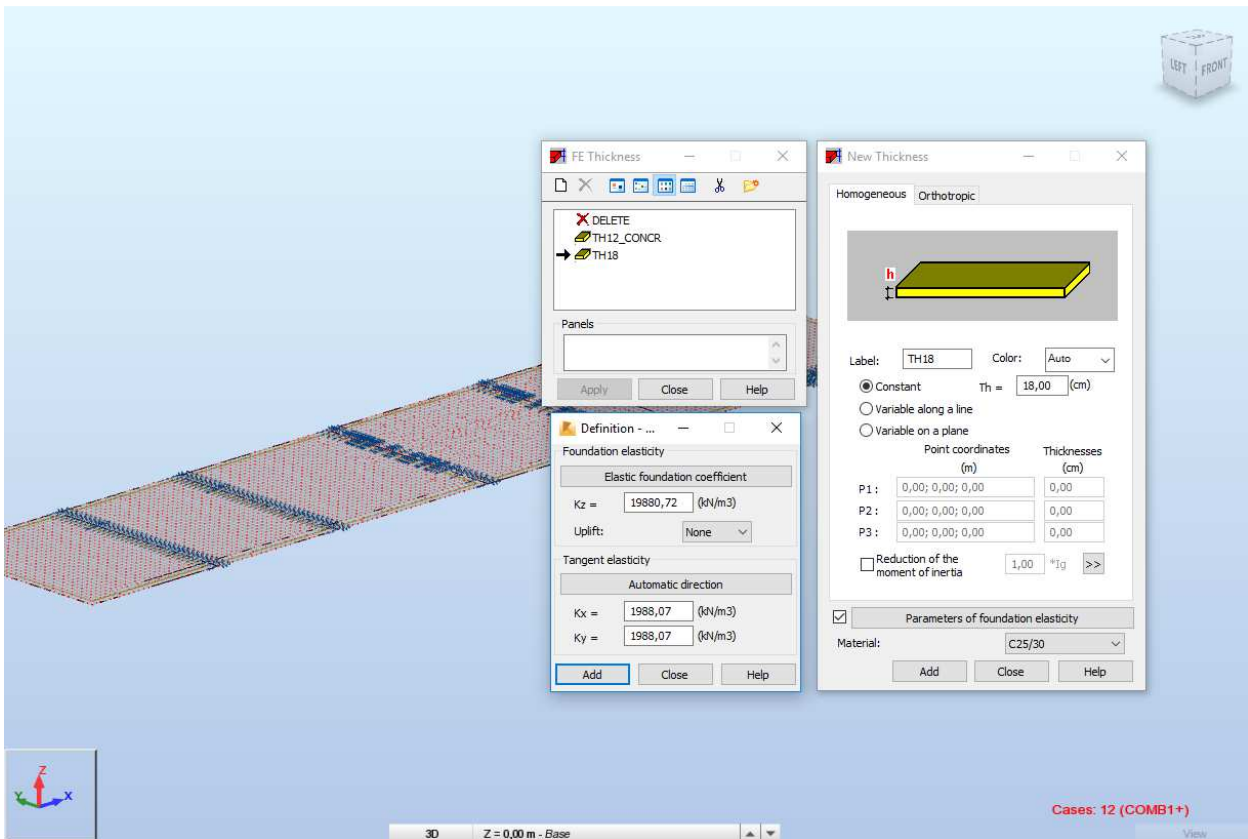 LEFT
FRONT
FE Thickness
DELETE
TH12_CONCR
TH18
Panels
Apply Close Help
Definition - ...
Foundation elasticity
Elastic foundation coefficient
Kz = 19880,72 (kN/m3)
Uplift: None
Tangent elasticity
Automatic direction
Kx = 1988,07 (kN/m3)
Ky = 1988,07 (kN/m3)
Add Close Help
New Thickness
Homogeneous Orthotropic
h
Label: TH18 Color: Auto
Constant Th = 18,00 (cm)
Variable along a line
Variable on a plane
Point coordinates Thicknesses
(m) (cm)
P1 : 0,00; 0,00; 0,00 0,00
P2 : 0,00; 0,00; 0,00 0,00
P3 : 0,00; 0,00; 0,00 0,00
Reduction of the
moment of inertia 1,00 *Ig >>
Parameters of foundation elasticity
Material: C25/30
Add Close Help
Z
Y X
Cases: 12 (COMB1+)
3D Z = 0,00 m - Base
View